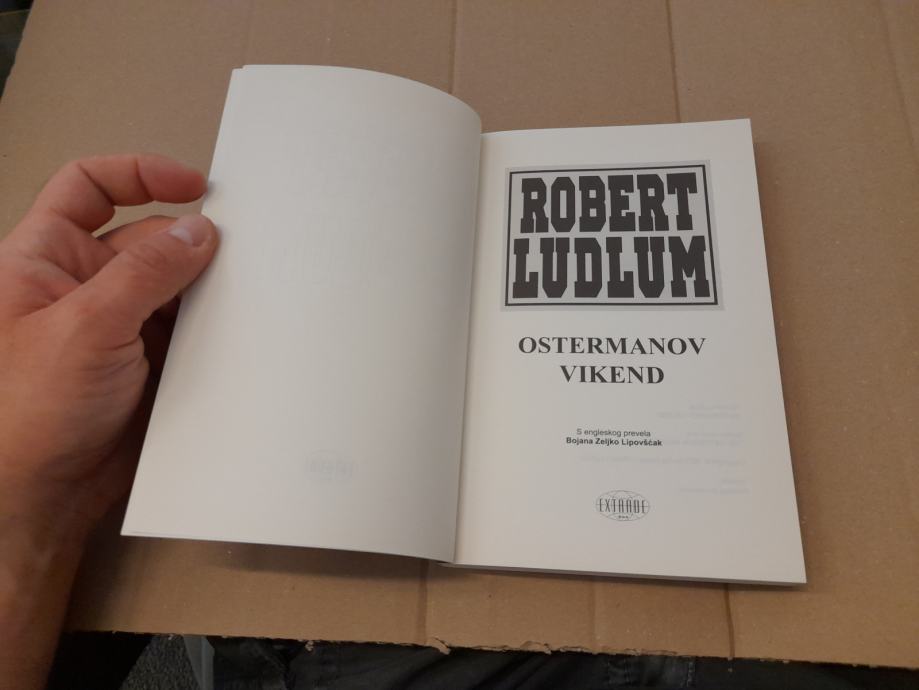 ROBERT
LUDLUM
OSTERMANOV
VIKEND
S engleskog prevela
Bojana Zeljko Lipovšćak
EXTRADE